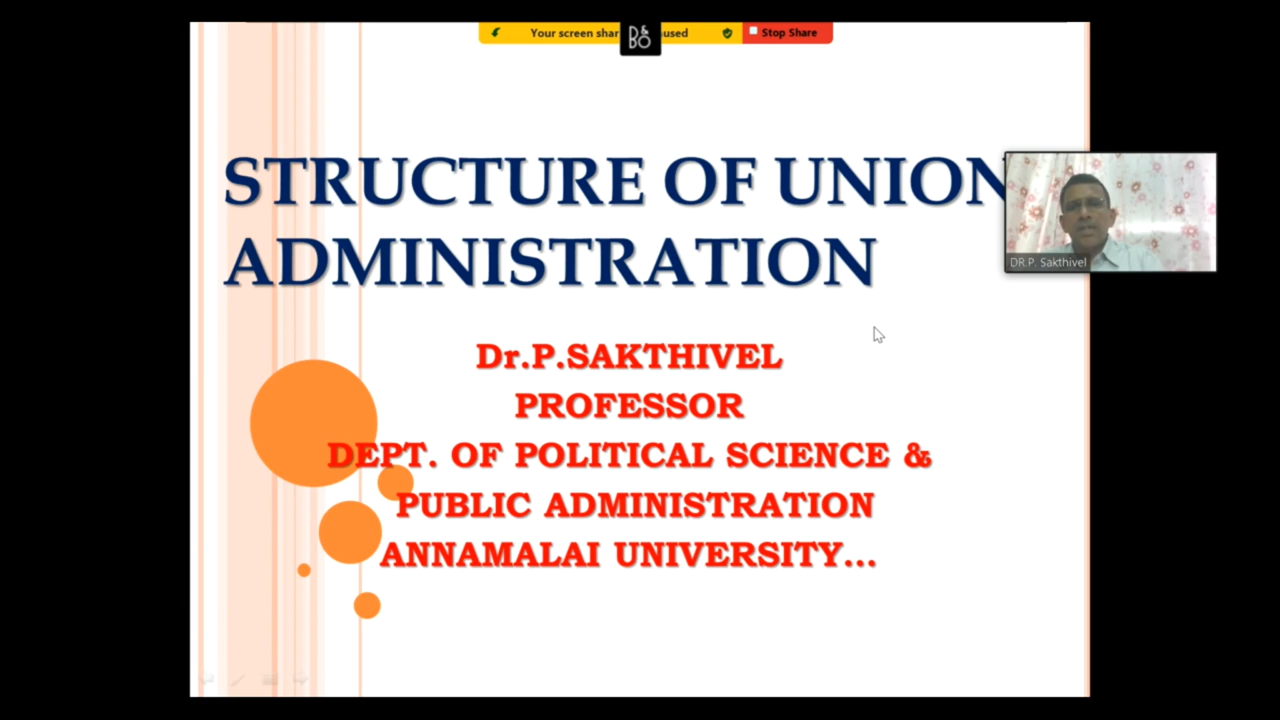 Your screen shar
used
Stop Share
B&O
STRUCTURE OF UNION
ADMINISTRATION
DR.P. Sakthivel
Dr.P.SAKTHIVEL
PROFESSOR
DEPT. OF POLITICAL SCIENCE &
PUBLIC ADMINISTRATION
ANNAMALAI UNIVERSITY...